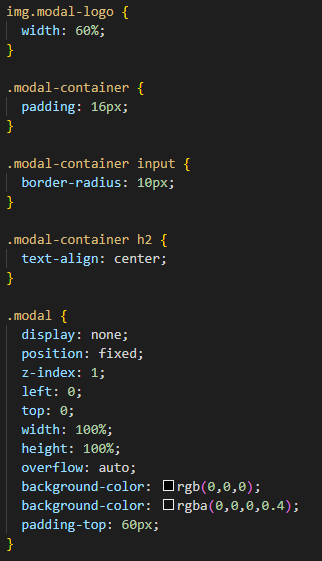 img.modal-logo {
  width: 60%;
}

.modal-container {
  padding: 16px;
}

.modal-container input {
  border-radius: 10px;
}

.modal-container h2 {
  text-align: center;
}

.modal {
  display: none;
  position: fixed;
  z-index: 1;
  left: 0;
  top: 0;
  width: 100%;
  height: 100%;
  overflow: auto;
  background-color: rgb(0,0,0);
  background-color: rgba(0,0,0,0.4);
  padding-top: 60px;
}